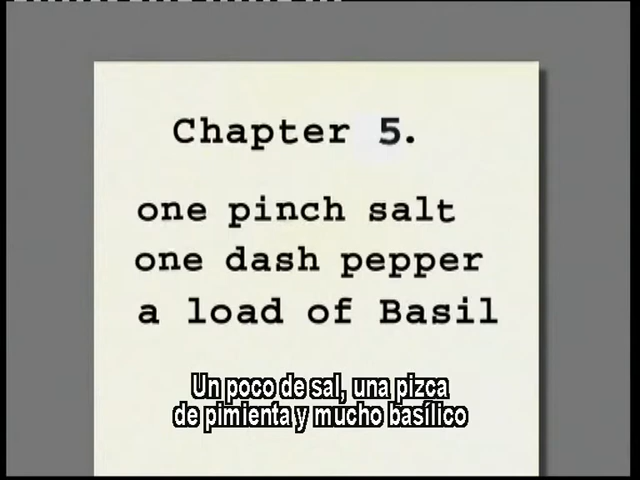 Chapter 5.
one pinch salt
one dash pepper
a load of Basil
Un poco de sal, una pizca
de pimienta y mucho basílico